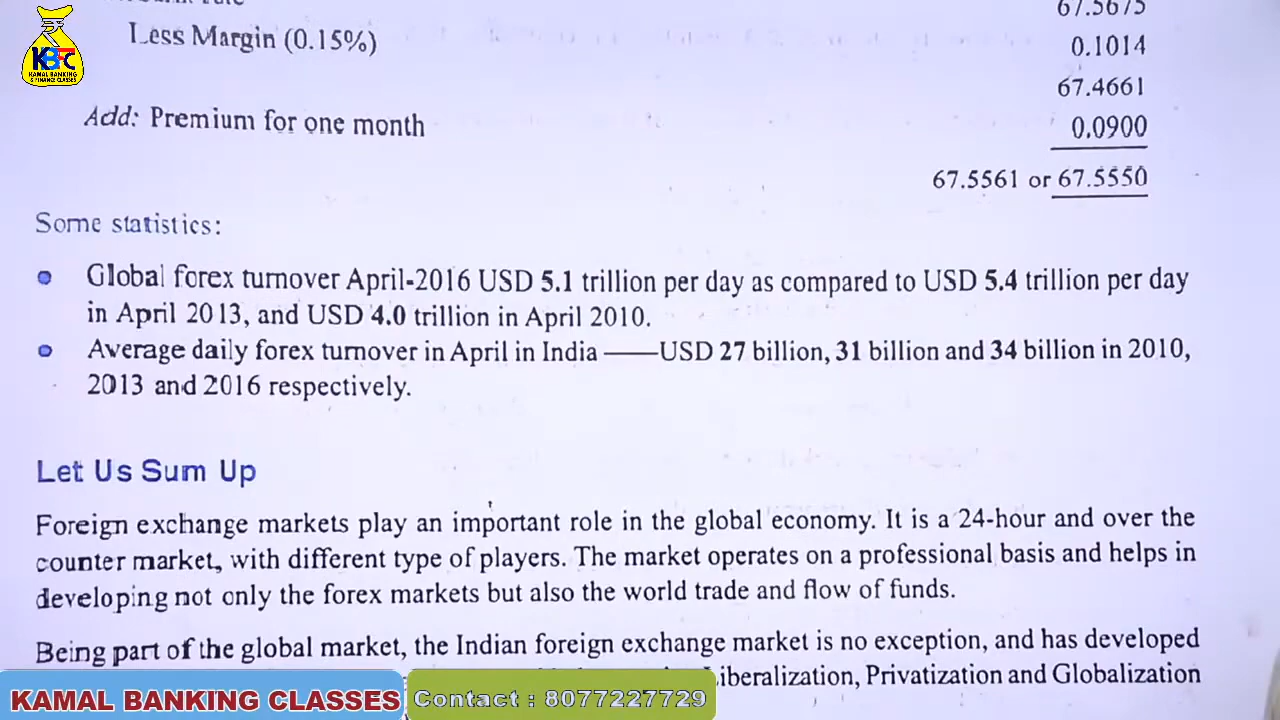 67.5675
Less Margin (0.15%) 0.1014
67.4661
Add: Premium for one month 0.0900
67.5561 or 67.5550
Some statistics:
Global forex turnover April-2016 USD 5.1 trillion per day as compared to USD 5.4 trillion per day
in April 2013, and USD 4.0 trillion in April 2010.
Average daily forex turnover in April in India ——USD 27 billion, 31 billion and 34 billion in 2010,
2013 and 2016 respectively.
Let Us Sum Up
Foreign exchange markets play an important role in the global economy. It is a 24-hour and over the
counter market, with different type of players. The market operates on a professional basis and helps in
developing not only the forex markets but also the world trade and flow of funds.
Being part of the global market, the Indian foreign exchange market is no exception, and has developed
Liberalization, Privatization and Globalization
KBFC
KAMAL BANKING
& FINANCE CLASSES
KAMAL BANKING CLASSES
Contact : 8077227729